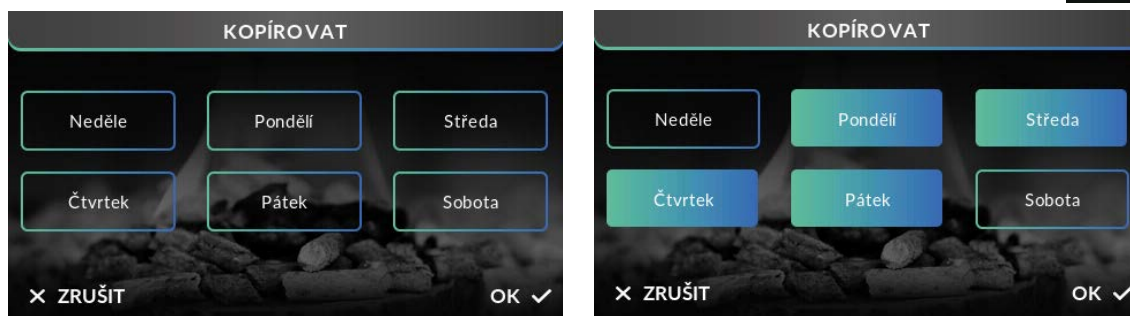 KOPÍROVAT
Neděle Pondělí Středa
Čtvrtek Pátek Sobota
ZRUŠIT OK
KOPÍROVAT
Neděle Pondělí Středa
Čtvrtek Pátek Sobota
ZRUŠIT OK